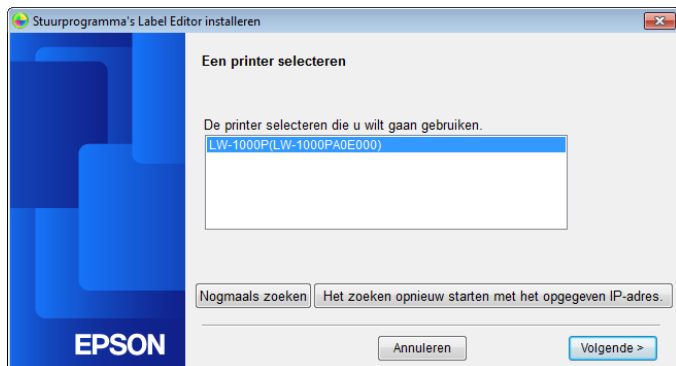 Stuurprogramma's Label Editor installeren
Een printer selecteren
De printer selecteren die u wilt gaan gebruiken.
LW-1000P(LW-1000PA0E000)
Nogmaals zoeken Het zoeken opnieuw starten met het opgegeven IP-adres.
EPSON Annuleren Volgende >